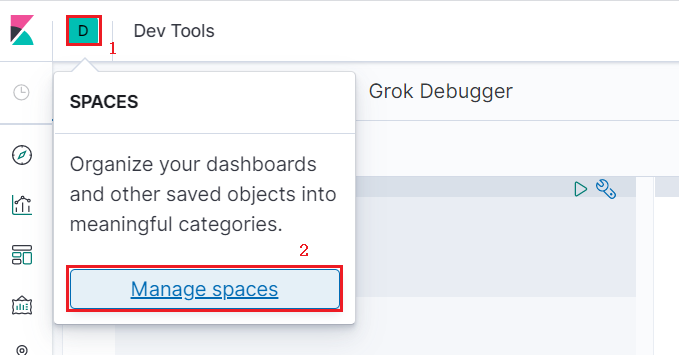 D
1
Dev Tools
SPACES
Grok Debugger
Organize your dashboards
and other saved objects into
meaningful categories.
2
Manage spaces